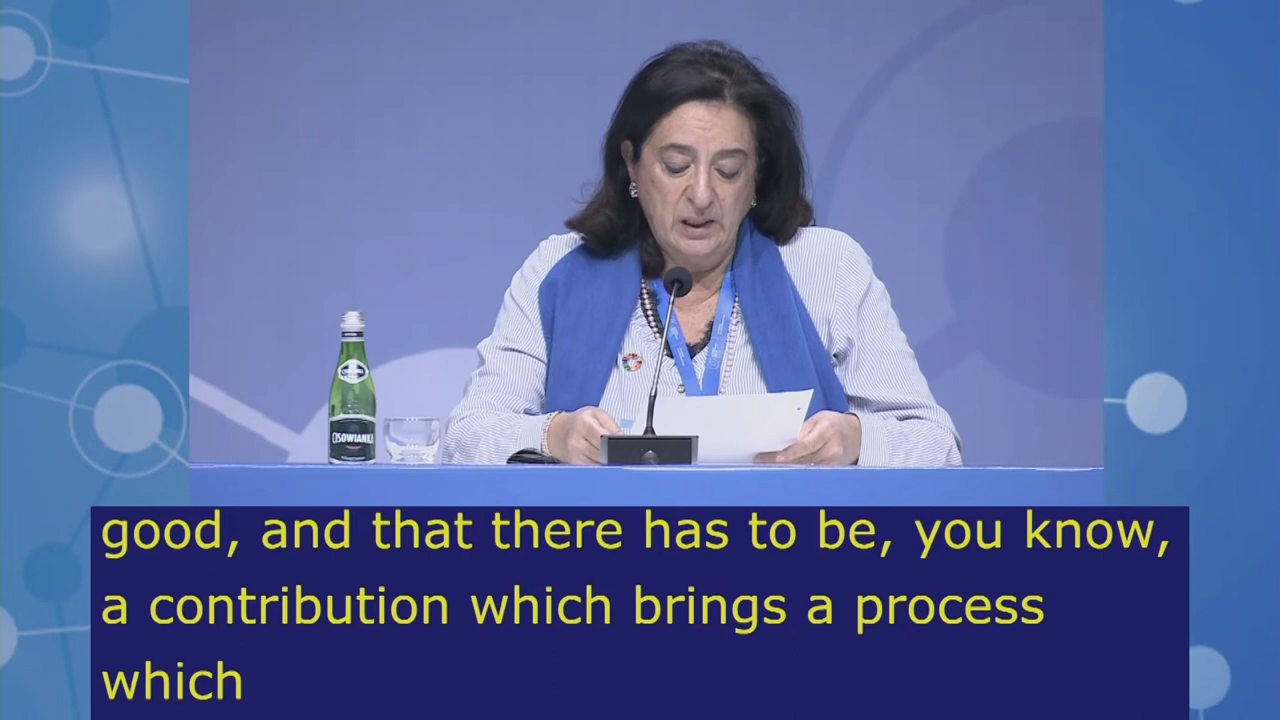 CISOWIANKA
good, and that there has to be, you know,
a contribution which brings a process
which